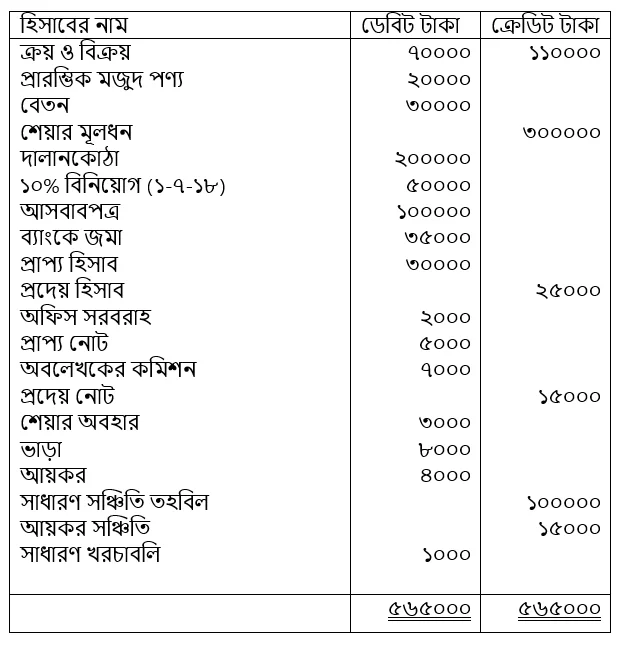 হিসাবের নাম ডেবিট টাকা ক্রেডিট টাকা
ক্রয় ও বিক্রয় ৭০০০০ ১১০০০০
প্রারম্ভিক মজুদ পণ্য ২০০০০
বেতন ৩০০০০
শেয়ার মূলধন ৩০০০০০
দালানকোঠা ২০০০০০
১০% বিনিয়োগ (১-৭-১৮) ৫০০০০
আসবাবপত্র ১০০০০০
ব্যাংকে জমা ৩৫০০০
প্রাপ্য হিসাব ৩০০০০
প্রদেয় হিসাব ২৫০০০
অফিস সরবরাহ ২০০০
প্রাপ্য নোট ৫০০০
অবলেখকের কমিশন ৭০০০
প্রদেয় নোট ১৫০০০
শেয়ার অবহার ৩০০০
ভাড়া ৮০০০
আয়কর ৪০০০
সাধারণ সঞ্চিতি তহবিল ১০০০০০
আয়কর সঞ্চিতি ১৫০০০
সাধারণ খরচাবলি ১০০০
৫৬৫০০০ ৫৬৫০০০